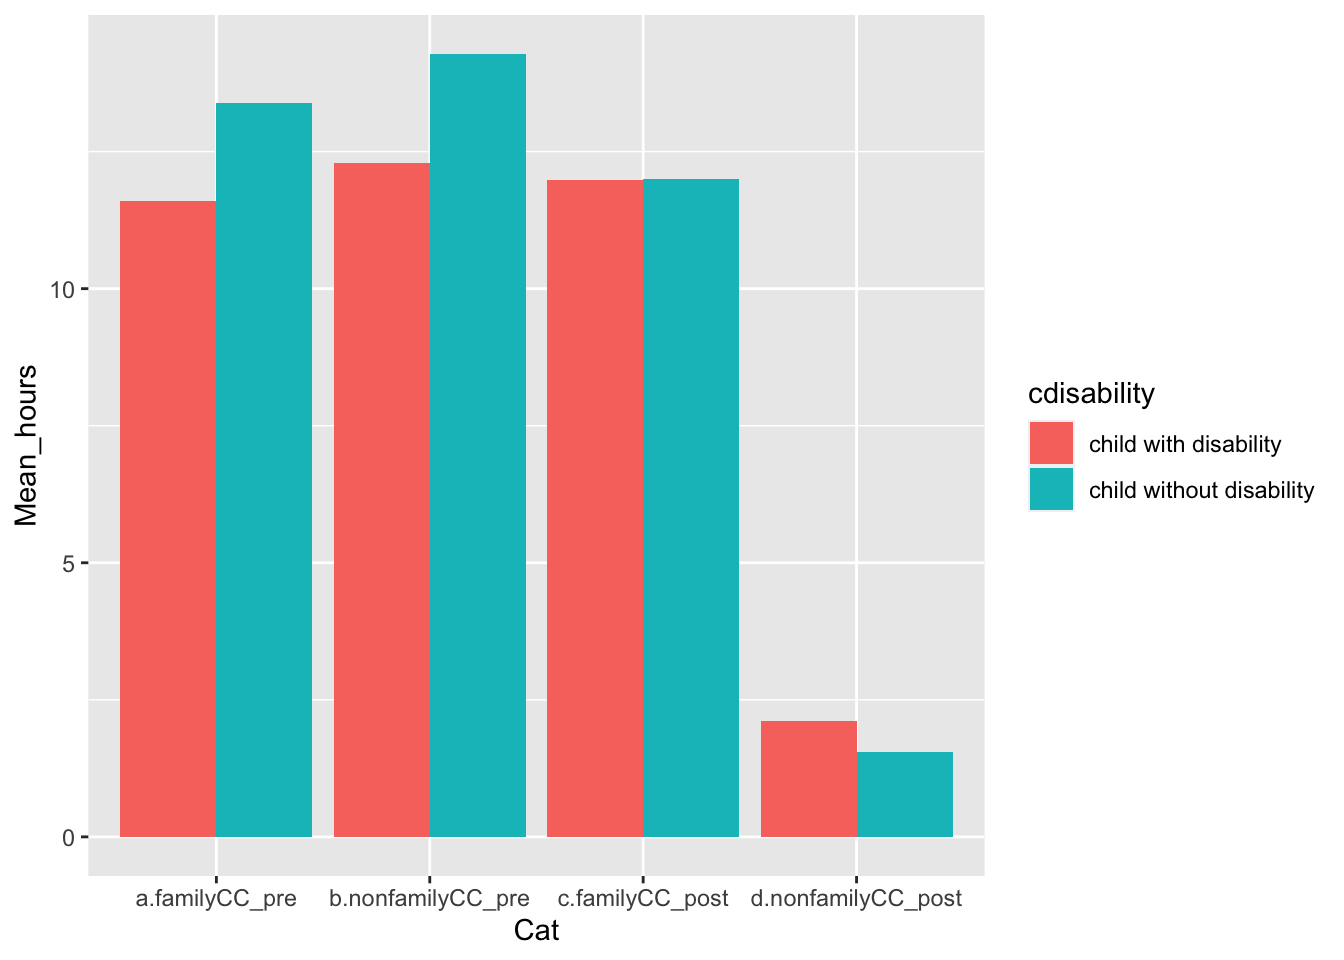 Mean_hours
10
5
0
a.familyCC_pre
b.nonfamilyCC_pre
c.familyCC_post
d.nonfamilyCC_post
Cat
cdisability
child with disability
child without disability